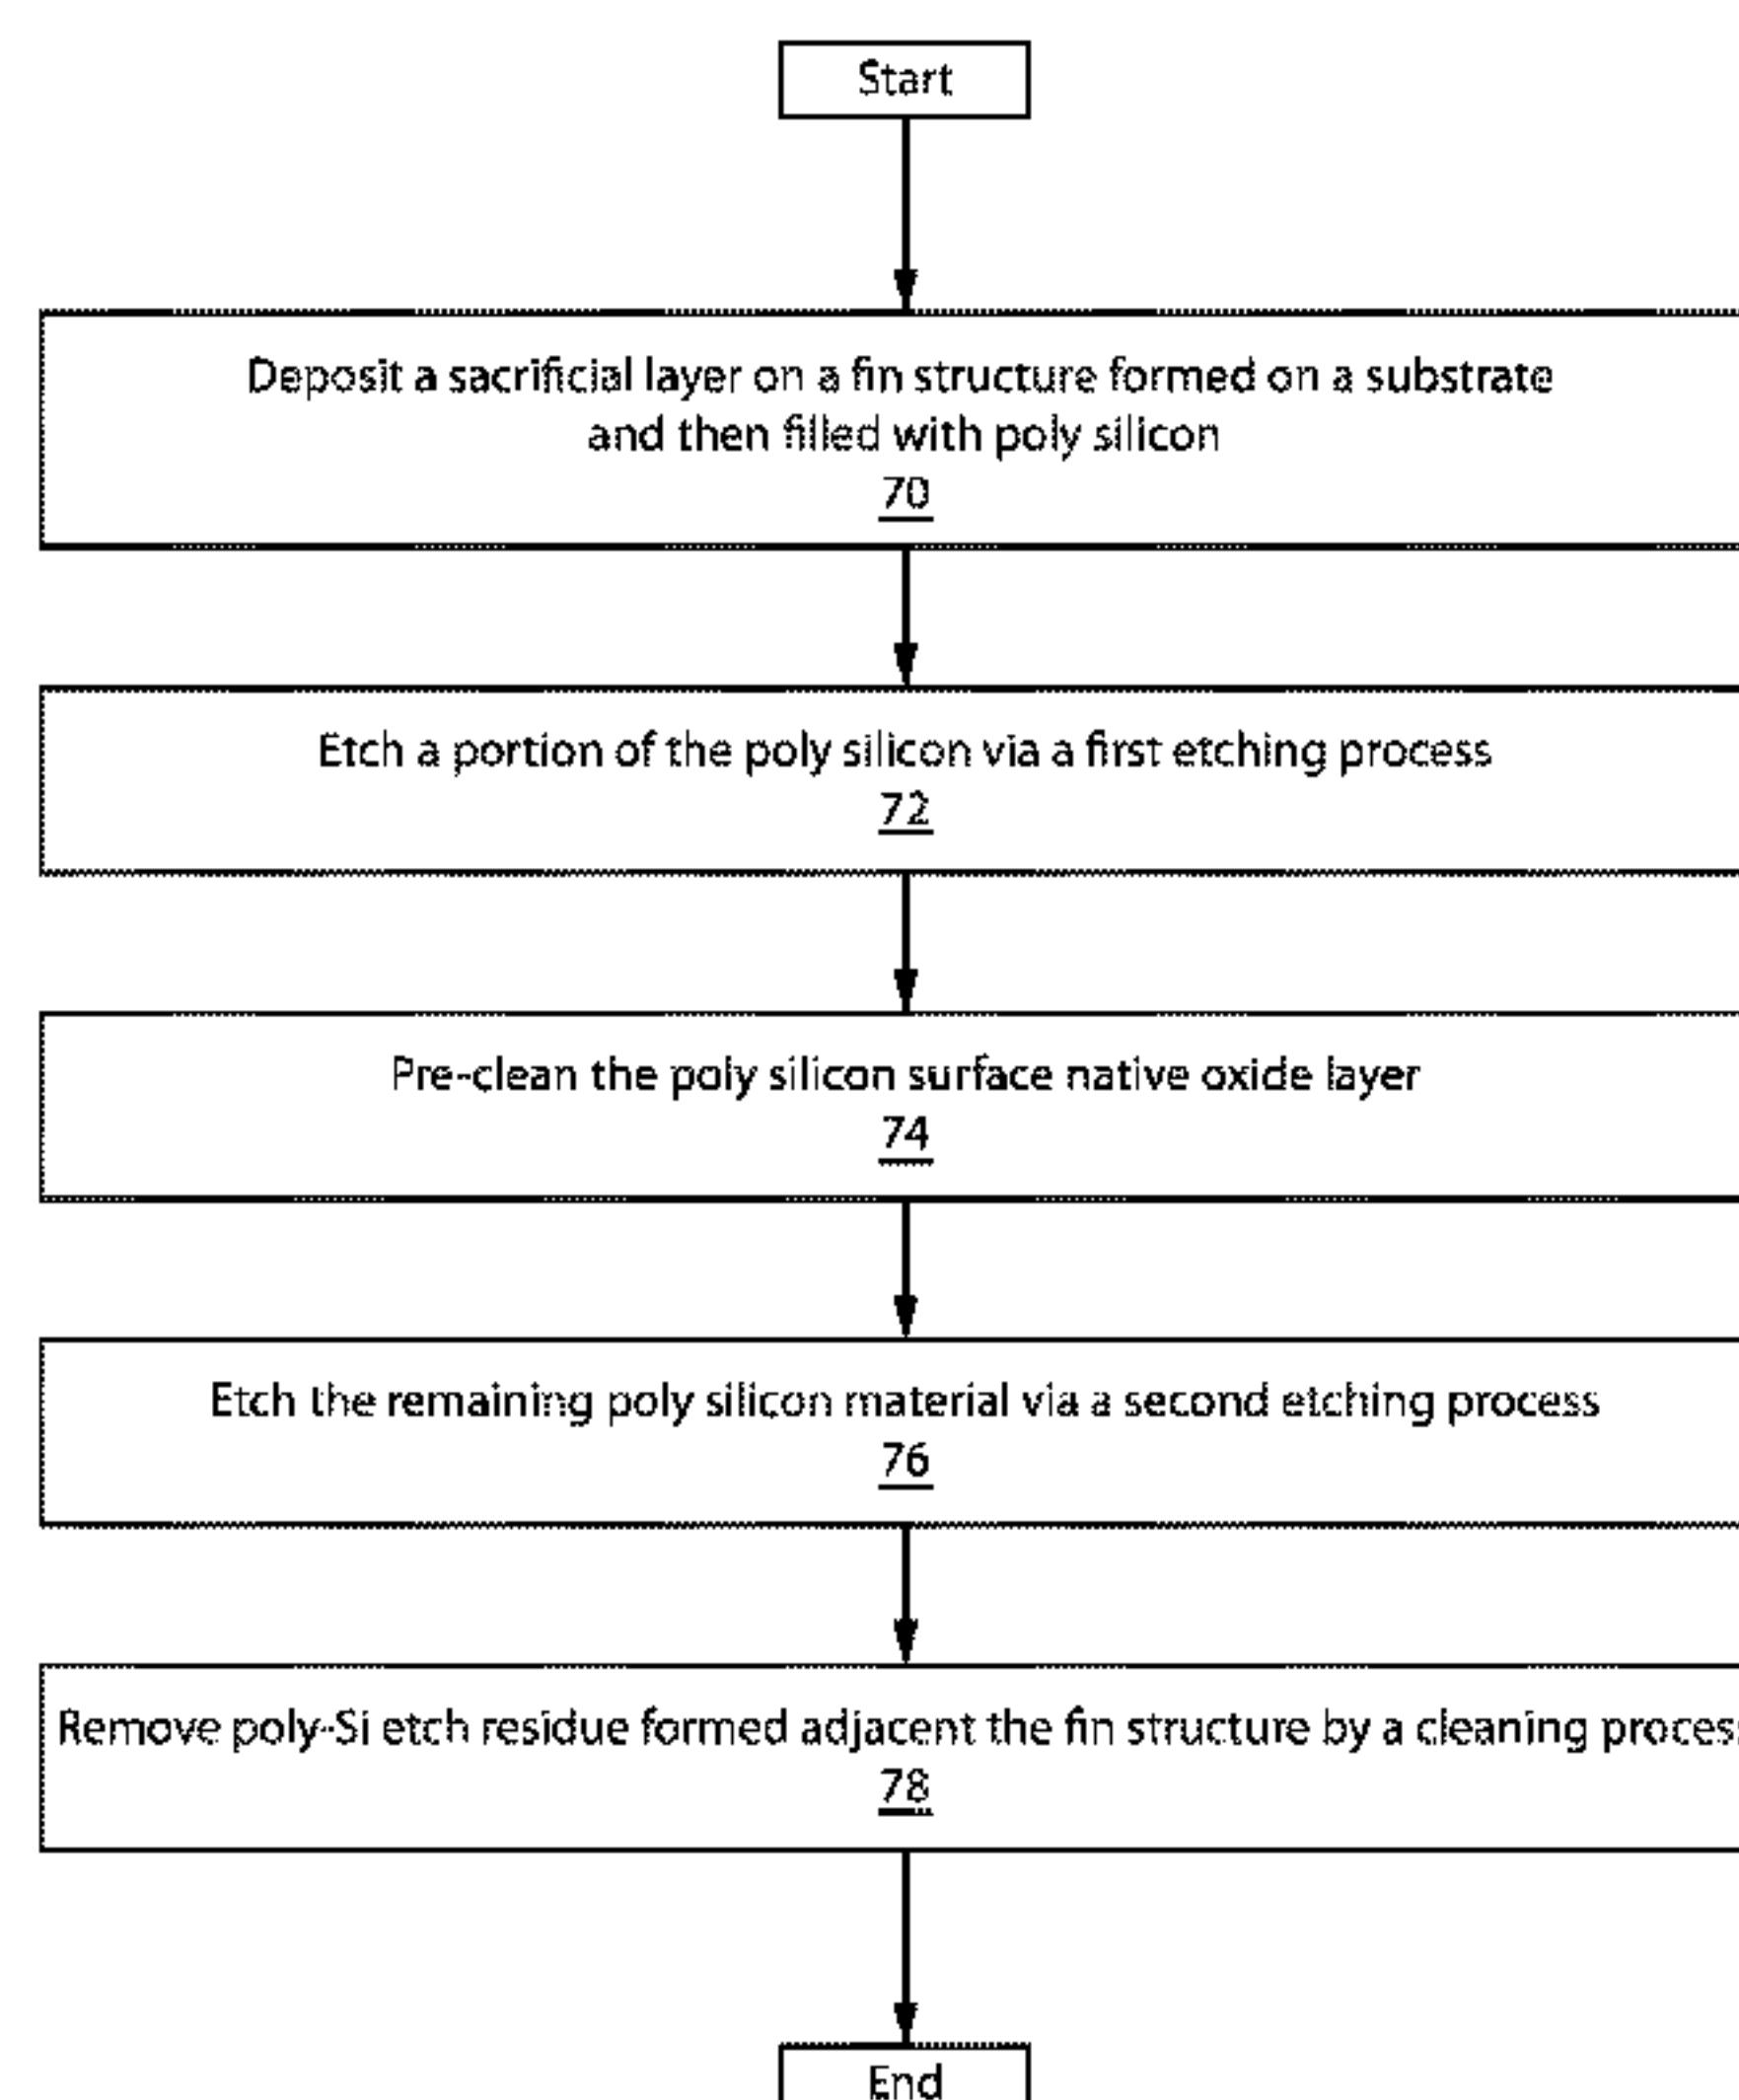 Start
Deposit a sacrificial layer on a fin structure formed on a substrate
and then filled with poly silicon
70
Etch a portion of the poly silicon via a first etching process
72
Pre-clean the poly silicon surface native oxide layer
74
Etch the remaining poly silicon material via a second etching process
76
Remove poly-Si etch residue formed adjacent the fin structure by a cleaning process
78
End